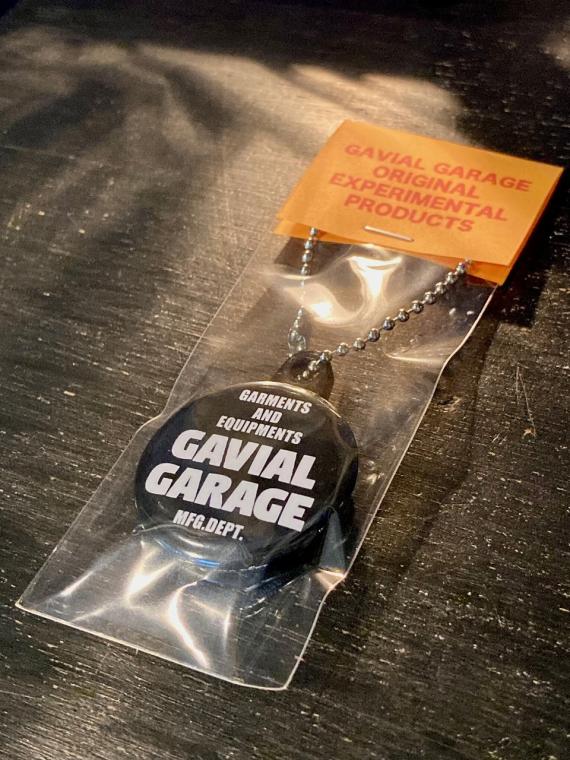 GAVIAL GARAGE
ORIGINAL
EXPERIMENTAL
PRODUCTS
GARMENTS
AND
EQUIPMENTS
GAVIAL
GARAGE
MFG.DEPT.